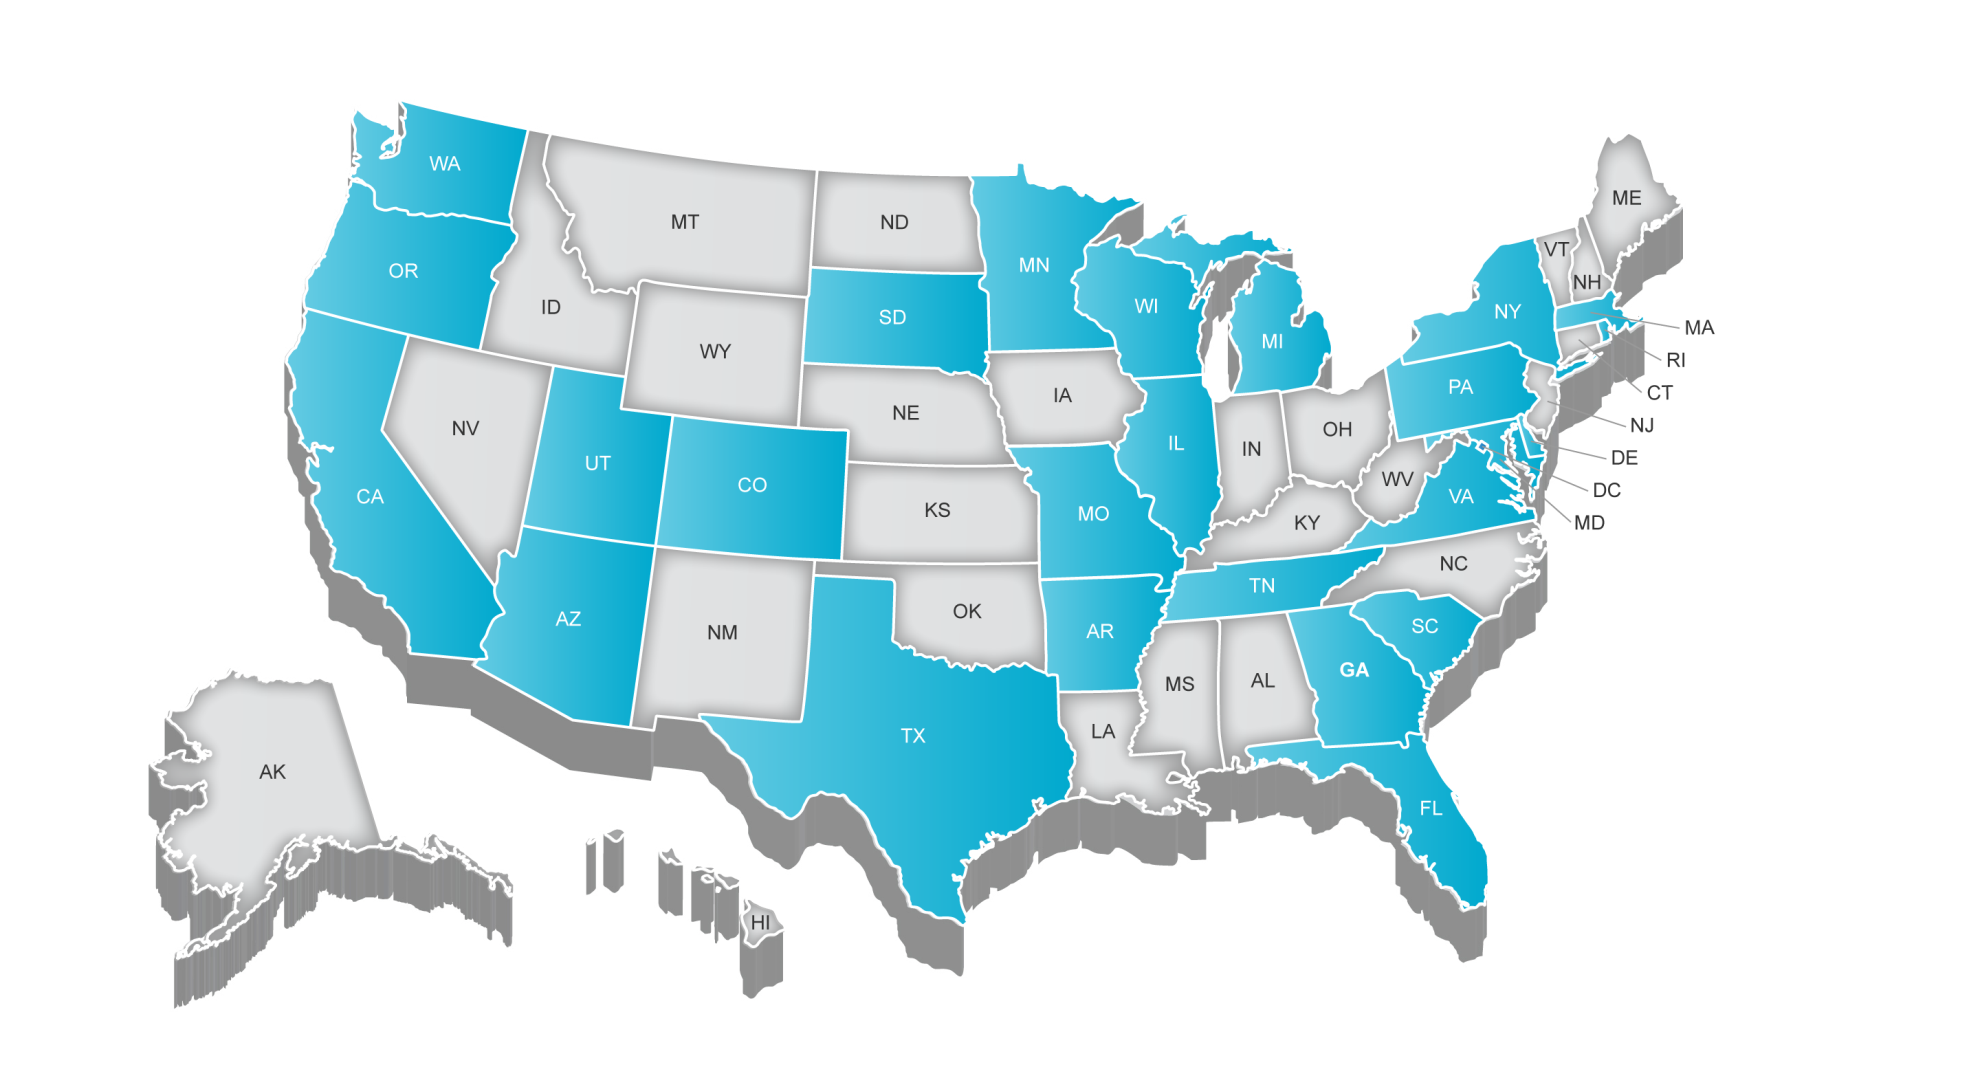 WA
MT
ND
ME
VT
NH
OR
MN
ID
SD
WI
NY
MA
WY
MI
RI
PA
CT
IA
NE
NJ
NV
OH
IL
IN
DE
UT
WV
CO
DC
CA
VA
KS
MO
KY
MD
NC
TN
AZ
OK
SC
NM
AR
GA
MS
AL
LA
TX
AK
FL
HI